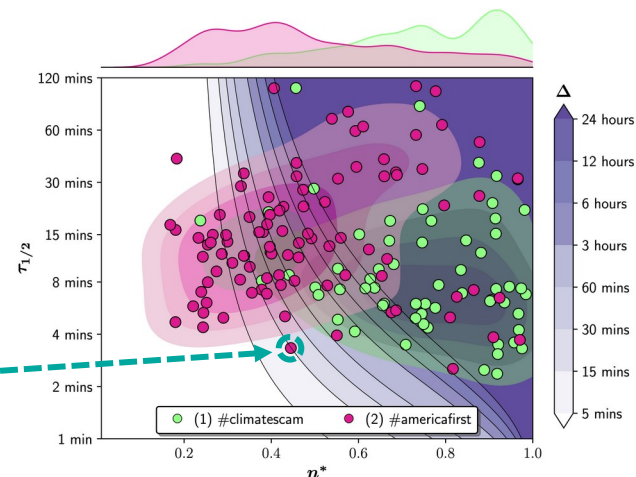 Δ
120 mins
60 mins
30 mins
15 mins
8 mins
4 mins
2 mins
1 min
τ1/2
24 hours
12 hours
6 hours
3 hours
60 mins
30 mins
15 mins
5 mins
(1) #climatescam (2) #americafirst
0.2 0.4 0.6 0.8 1.0
n*